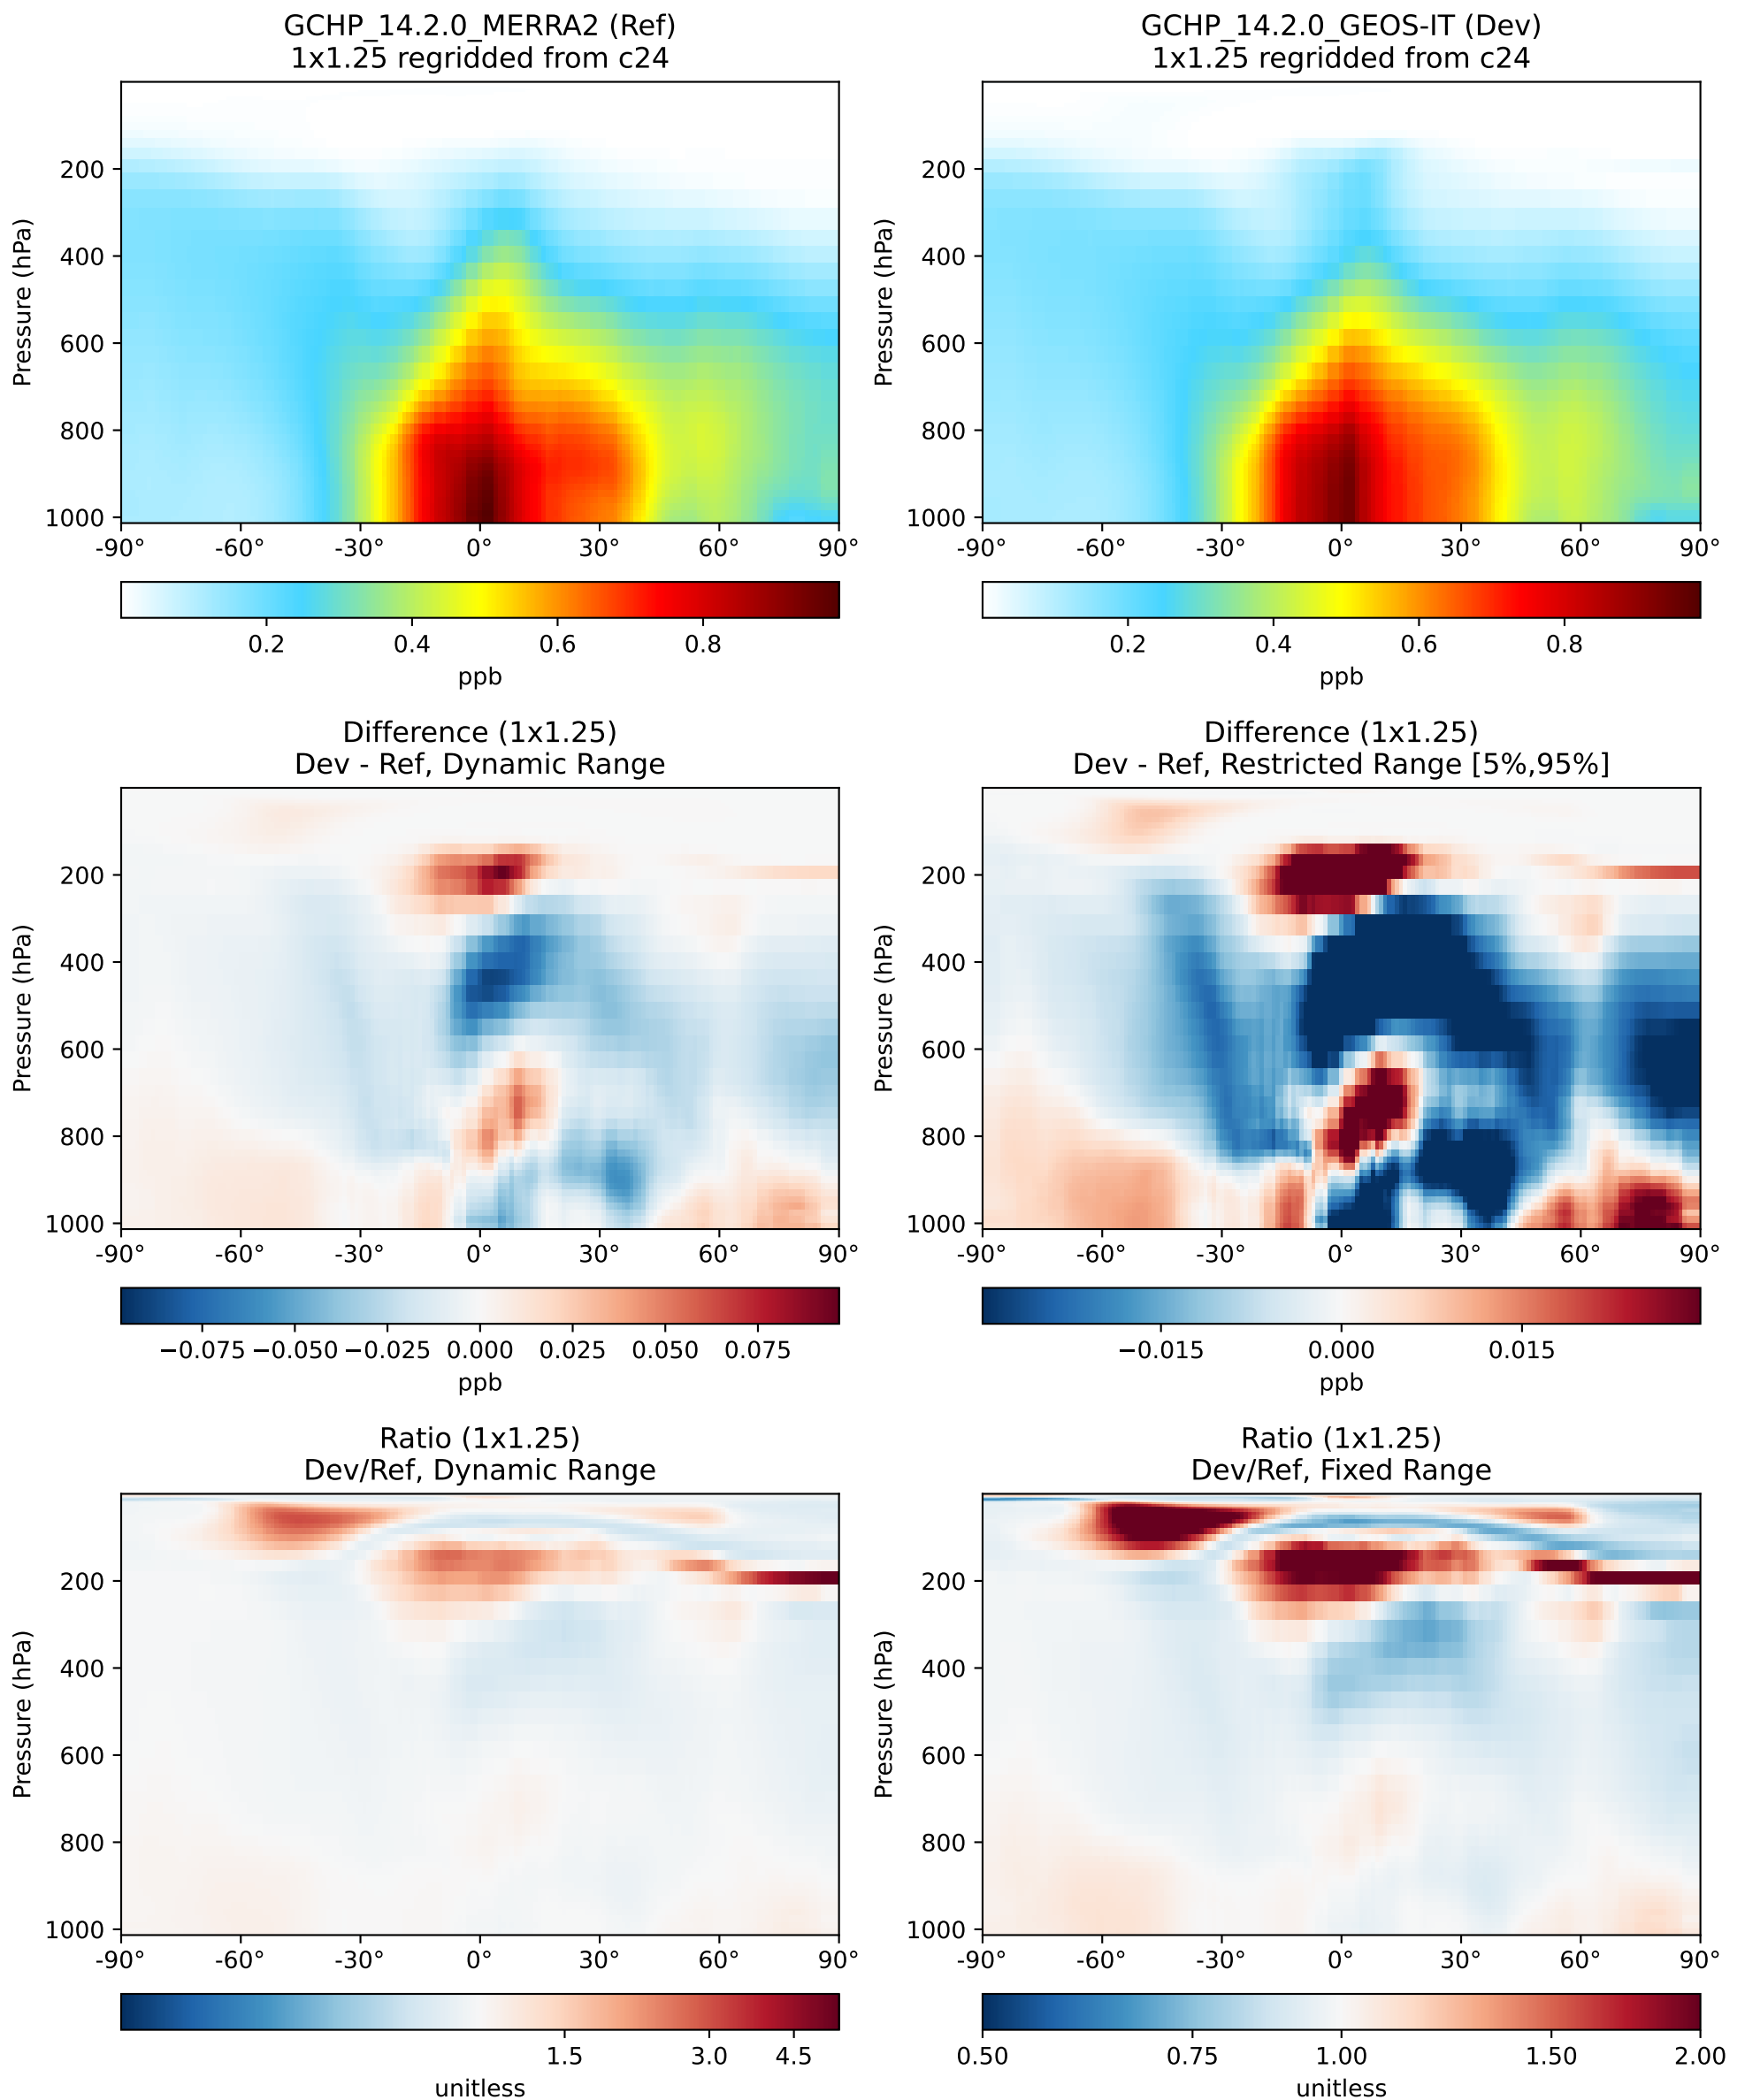 GCHP_14.2.0_MERRA2 (Ref)
1x1.25 regridded from c24
Pressure (hPa)
200
400
600
800
1000
-90° -60° -30° 0° 30° 60° 90°
0.2 0.4 0.6 0.8
ppb
GCHP_14.2.0_GEOS-IT (Dev)
1x1.25 regridded from c24
Pressure (hPa)
200
400
600
800
1000
-90° -60° -30° 0° 30° 60° 90°
0.2 0.4 0.6 0.8
ppb
Difference (1x1.25)
Dev - Ref, Dynamic Range
Pressure (hPa)
200
400
600
800
1000
-90° -60° -30° 0° 30° 60° 90°
−0.075 −0.050 −0.025 0.000 0.025 0.050 0.075
ppb
Difference (1x1.25)
Dev - Ref, Restricted Range [5%,95%]
Pressure (hPa)
200
400
600
800
1000
-90° -60° -30° 0° 30° 60° 90°
−0.015 0.000 0.015
ppb
Ratio (1x1.25)
Dev/Ref, Dynamic Range
Pressure (hPa)
200
400
600
800
1000
-90° -60° -30° 0° 30° 60° 90°
1.5 3.0 4.5
unitless
Ratio (1x1.25)
Dev/Ref, Fixed Range
Pressure (hPa)
200
400
600
800
1000
-90° -60° -30° 0° 30° 60° 90°
0.50 0.75 1.00 1.50 2.00
unitless